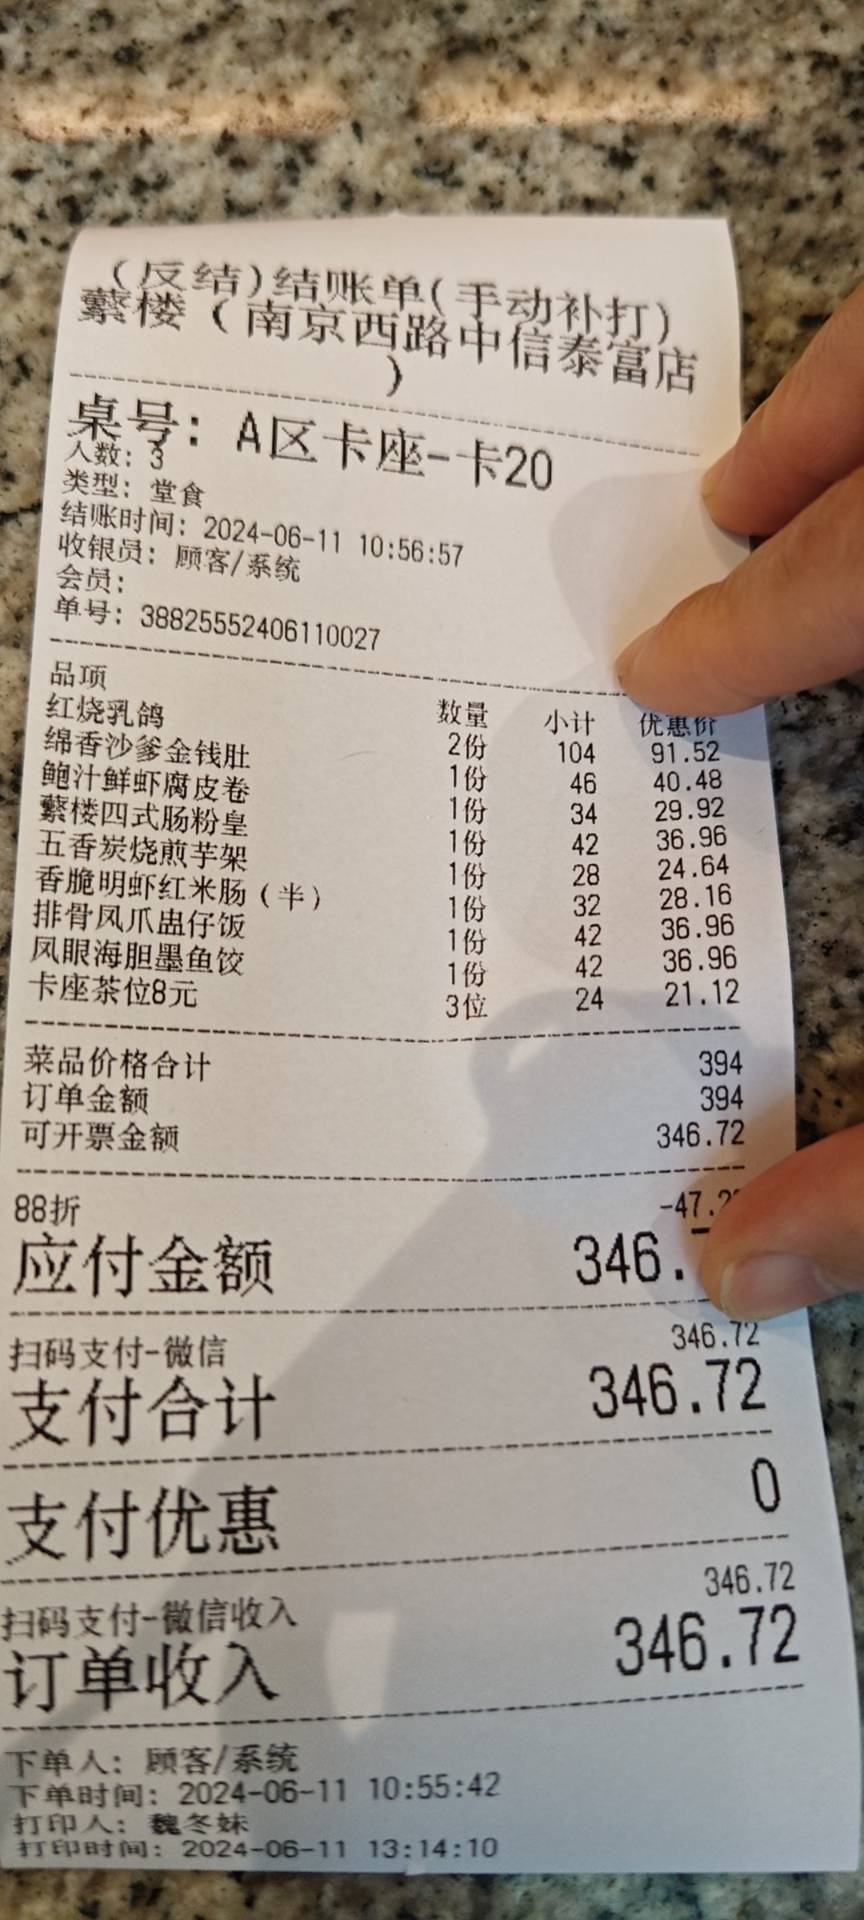 (反结)结账单(手动补打)
蘩楼(南京西路中信泰富店
)
桌号: A区卡座-卡20
人数: 3
类型: 堂食
结账时间: 2024-06-11 10:56:57
收银员: 顾客/系统
会员:
单号: 38825552406110027
品项 数量 小计 优惠价
红烧乳鸽 2份 104 91.52
绵香沙爹金钱肚 1份 46 40.48
鲍汁鲜虾腐皮卷 1份 34 29.92
蘩楼四式肠粉皇 1份 42 36.96
五香炭烧煎芋架 1份 28 24.64
香脆明虾红米肠(半) 1份 32 28.16
排骨凤爪盅仔饭 1份 42 36.96
凤眼海胆墨鱼饺 1份 42 36.96
卡座茶位8元 3位 24 21.12
菜品价格合计 394
订单金额 394
可开票金额 346.72
88折 -47.2
应付金额 346.
扫码支付-微信 346.72
支付合计 346.72
支付优惠 0
扫码支付-微信收入 346.72
订单收入 346.72
下单人: 顾客/系统
下单时间: 2024-06-11 10:55:42
打印人: 魏冬妹
打印时间: 2024-06-11 13:14:10